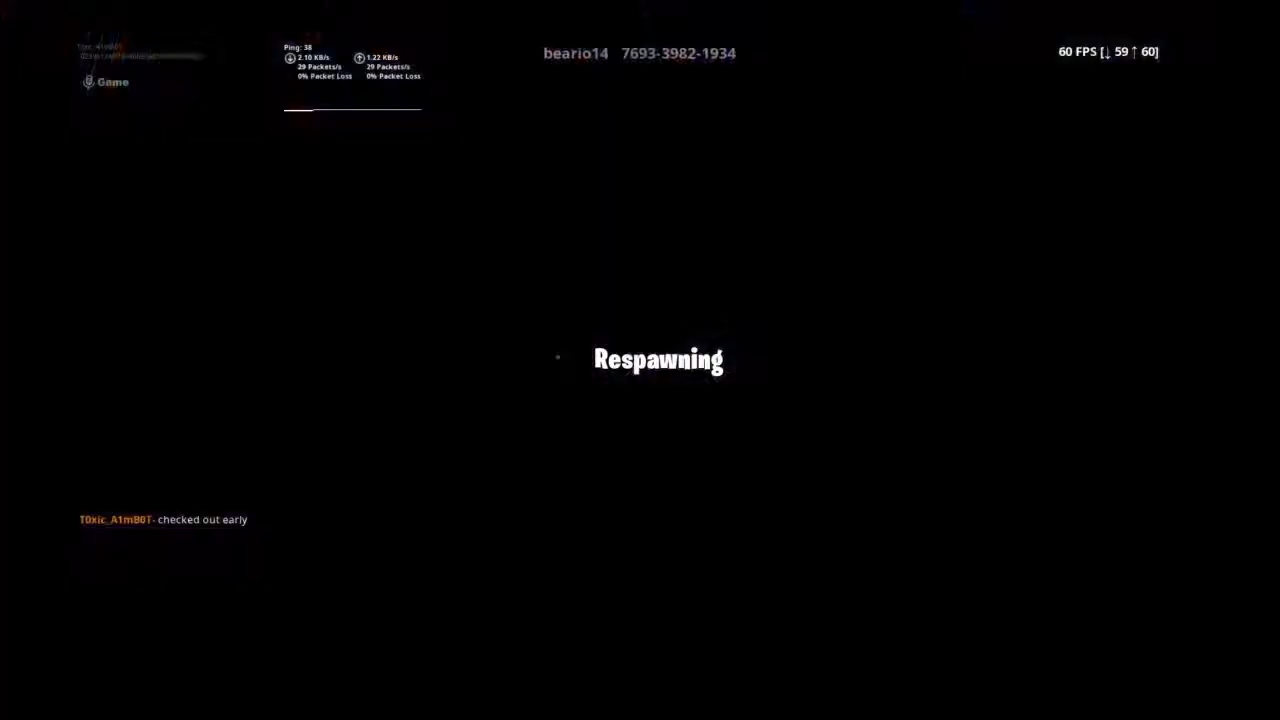 Game
Ping: 38
2.10 KB/s 1.22 KB/s
29 Packets/s 29 Packets/s
0% Packet Loss 0% Packet Loss
beario14 7693-3982-1934
60 FPS [↓ 59 ↑ 60]
Respawning
T0xic_A1mB0T- checked out early